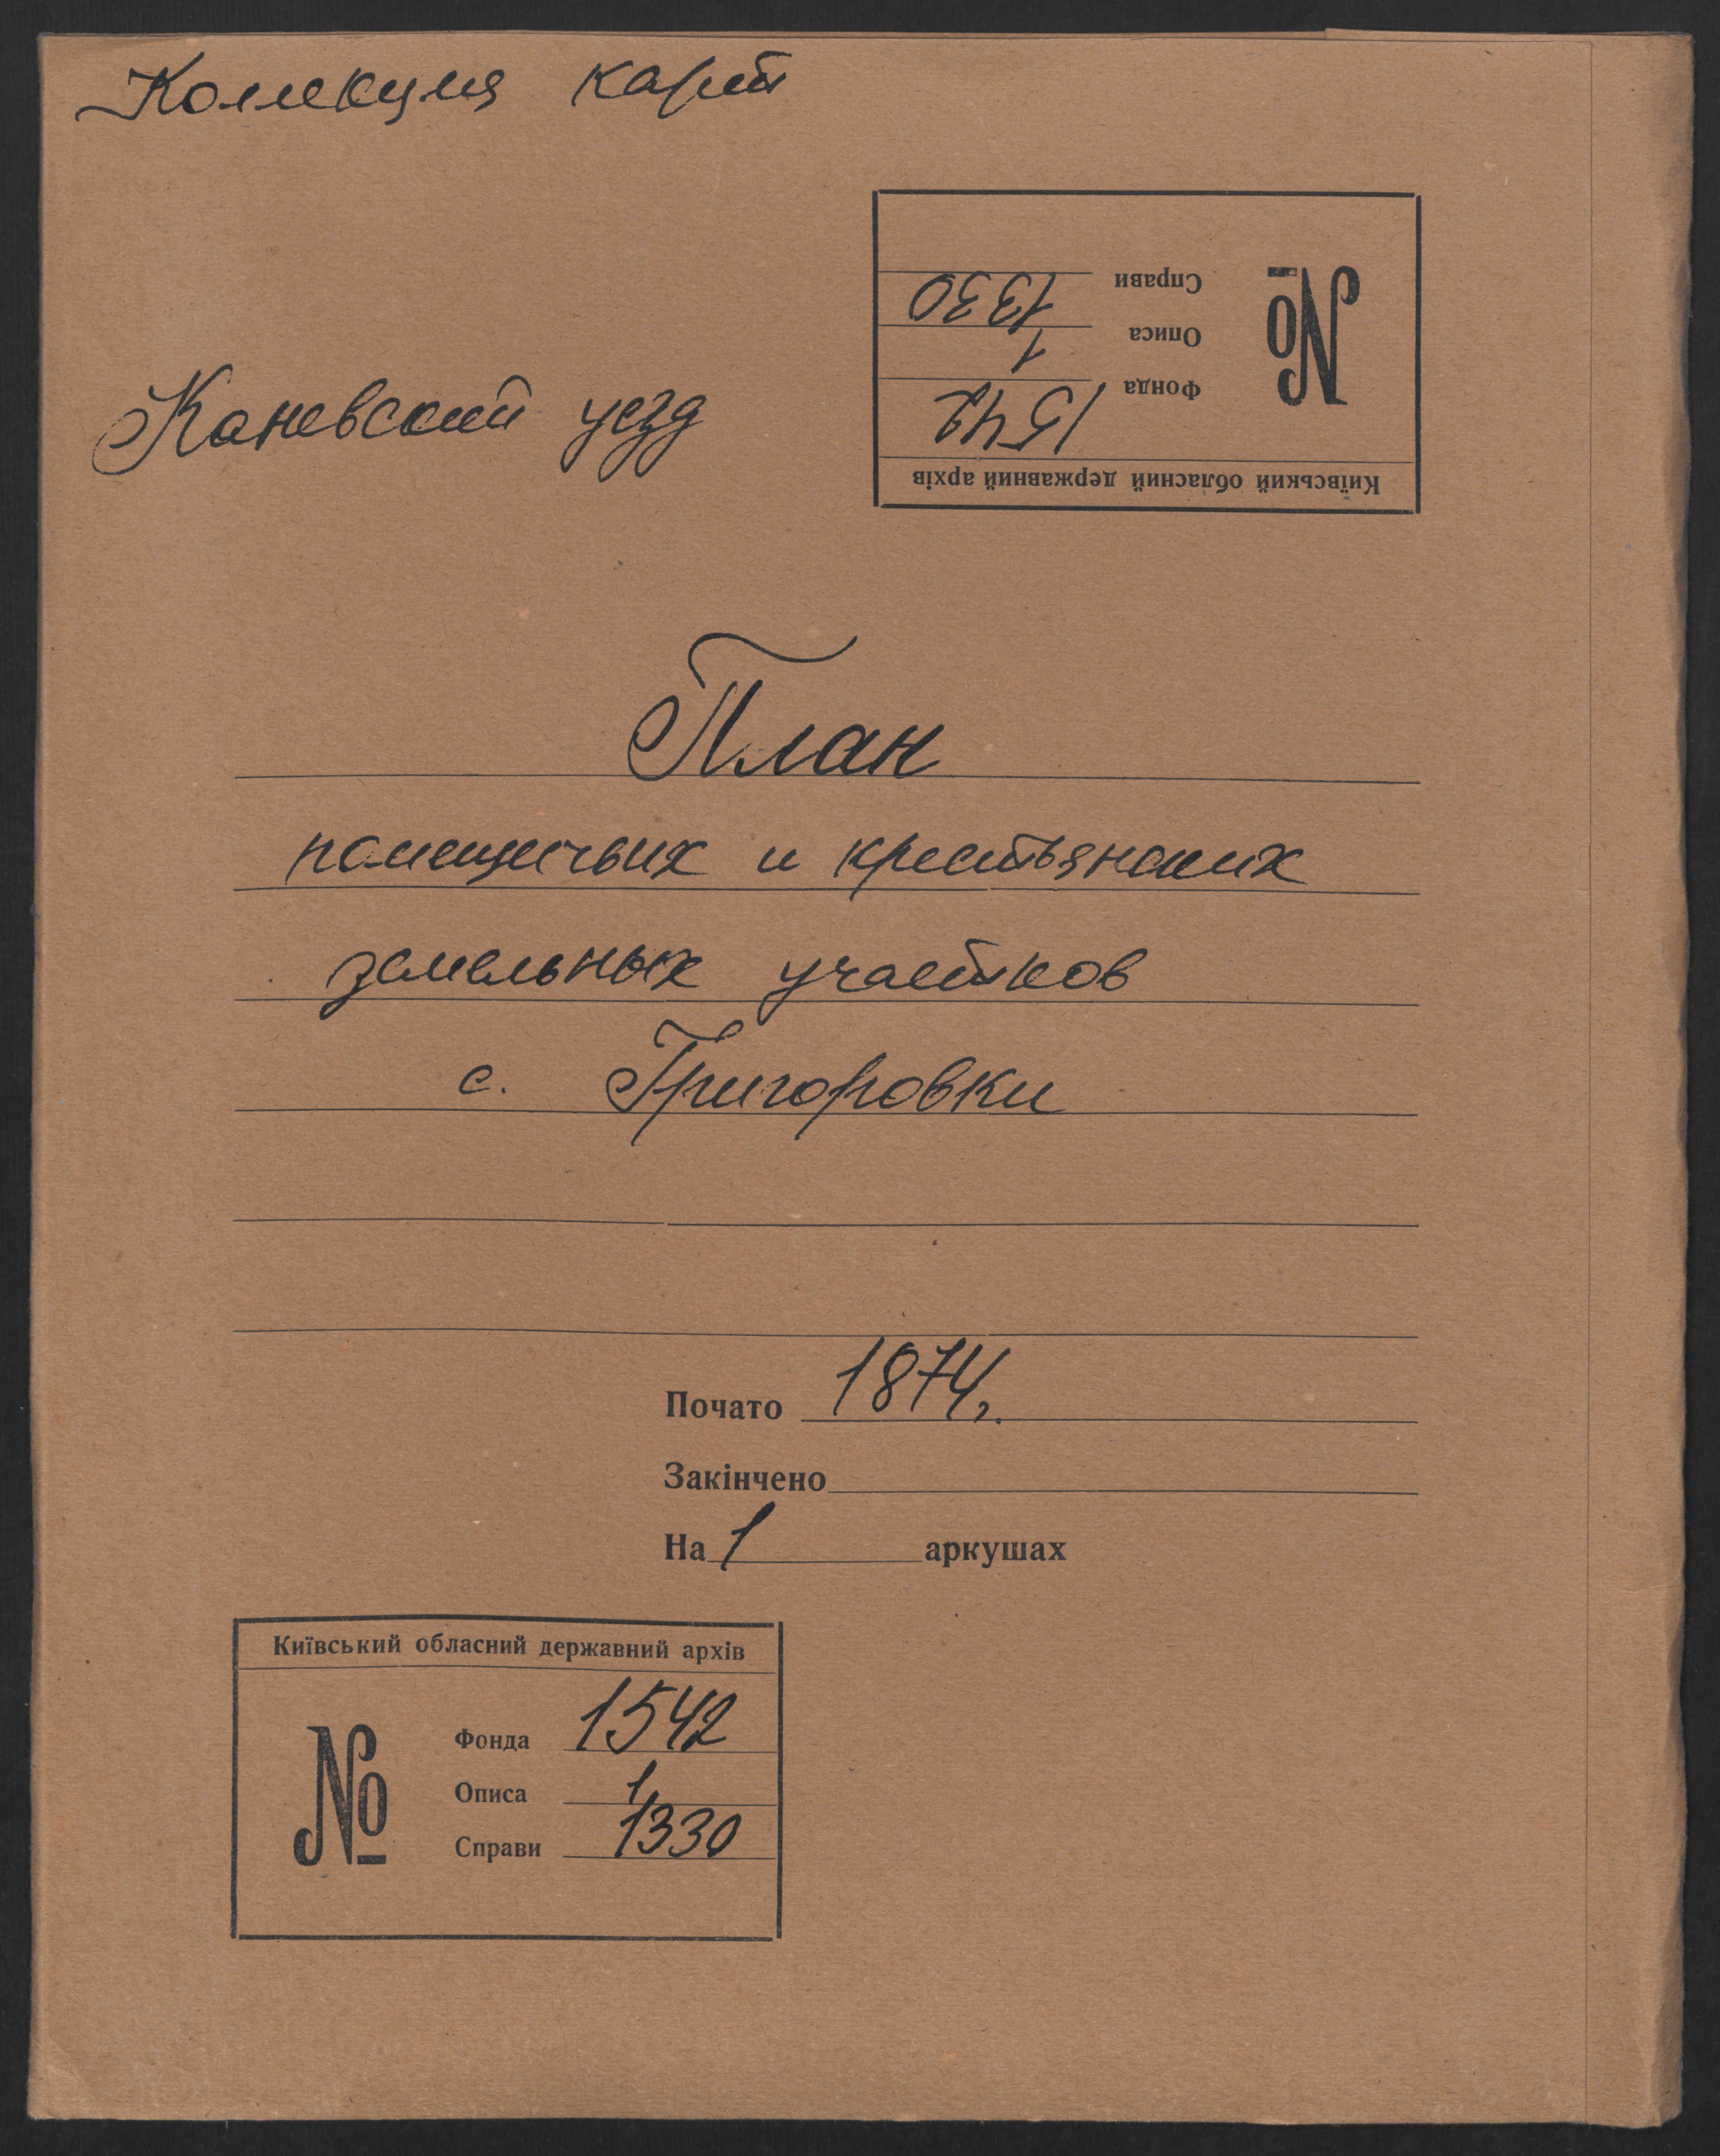 Коллекция карт
Київський обласний державний архів
№
Фонда 1542
Описа 1
Справи 1330
Каневский уезд
План
помещичьих и крестьянских
земельных участков
с. Григоровки
Почато 1874 г.
Закінчено
На 1 аркушах
Київський обласний державний архів
№
Фонда 1542
Описа 1
Справи 1330